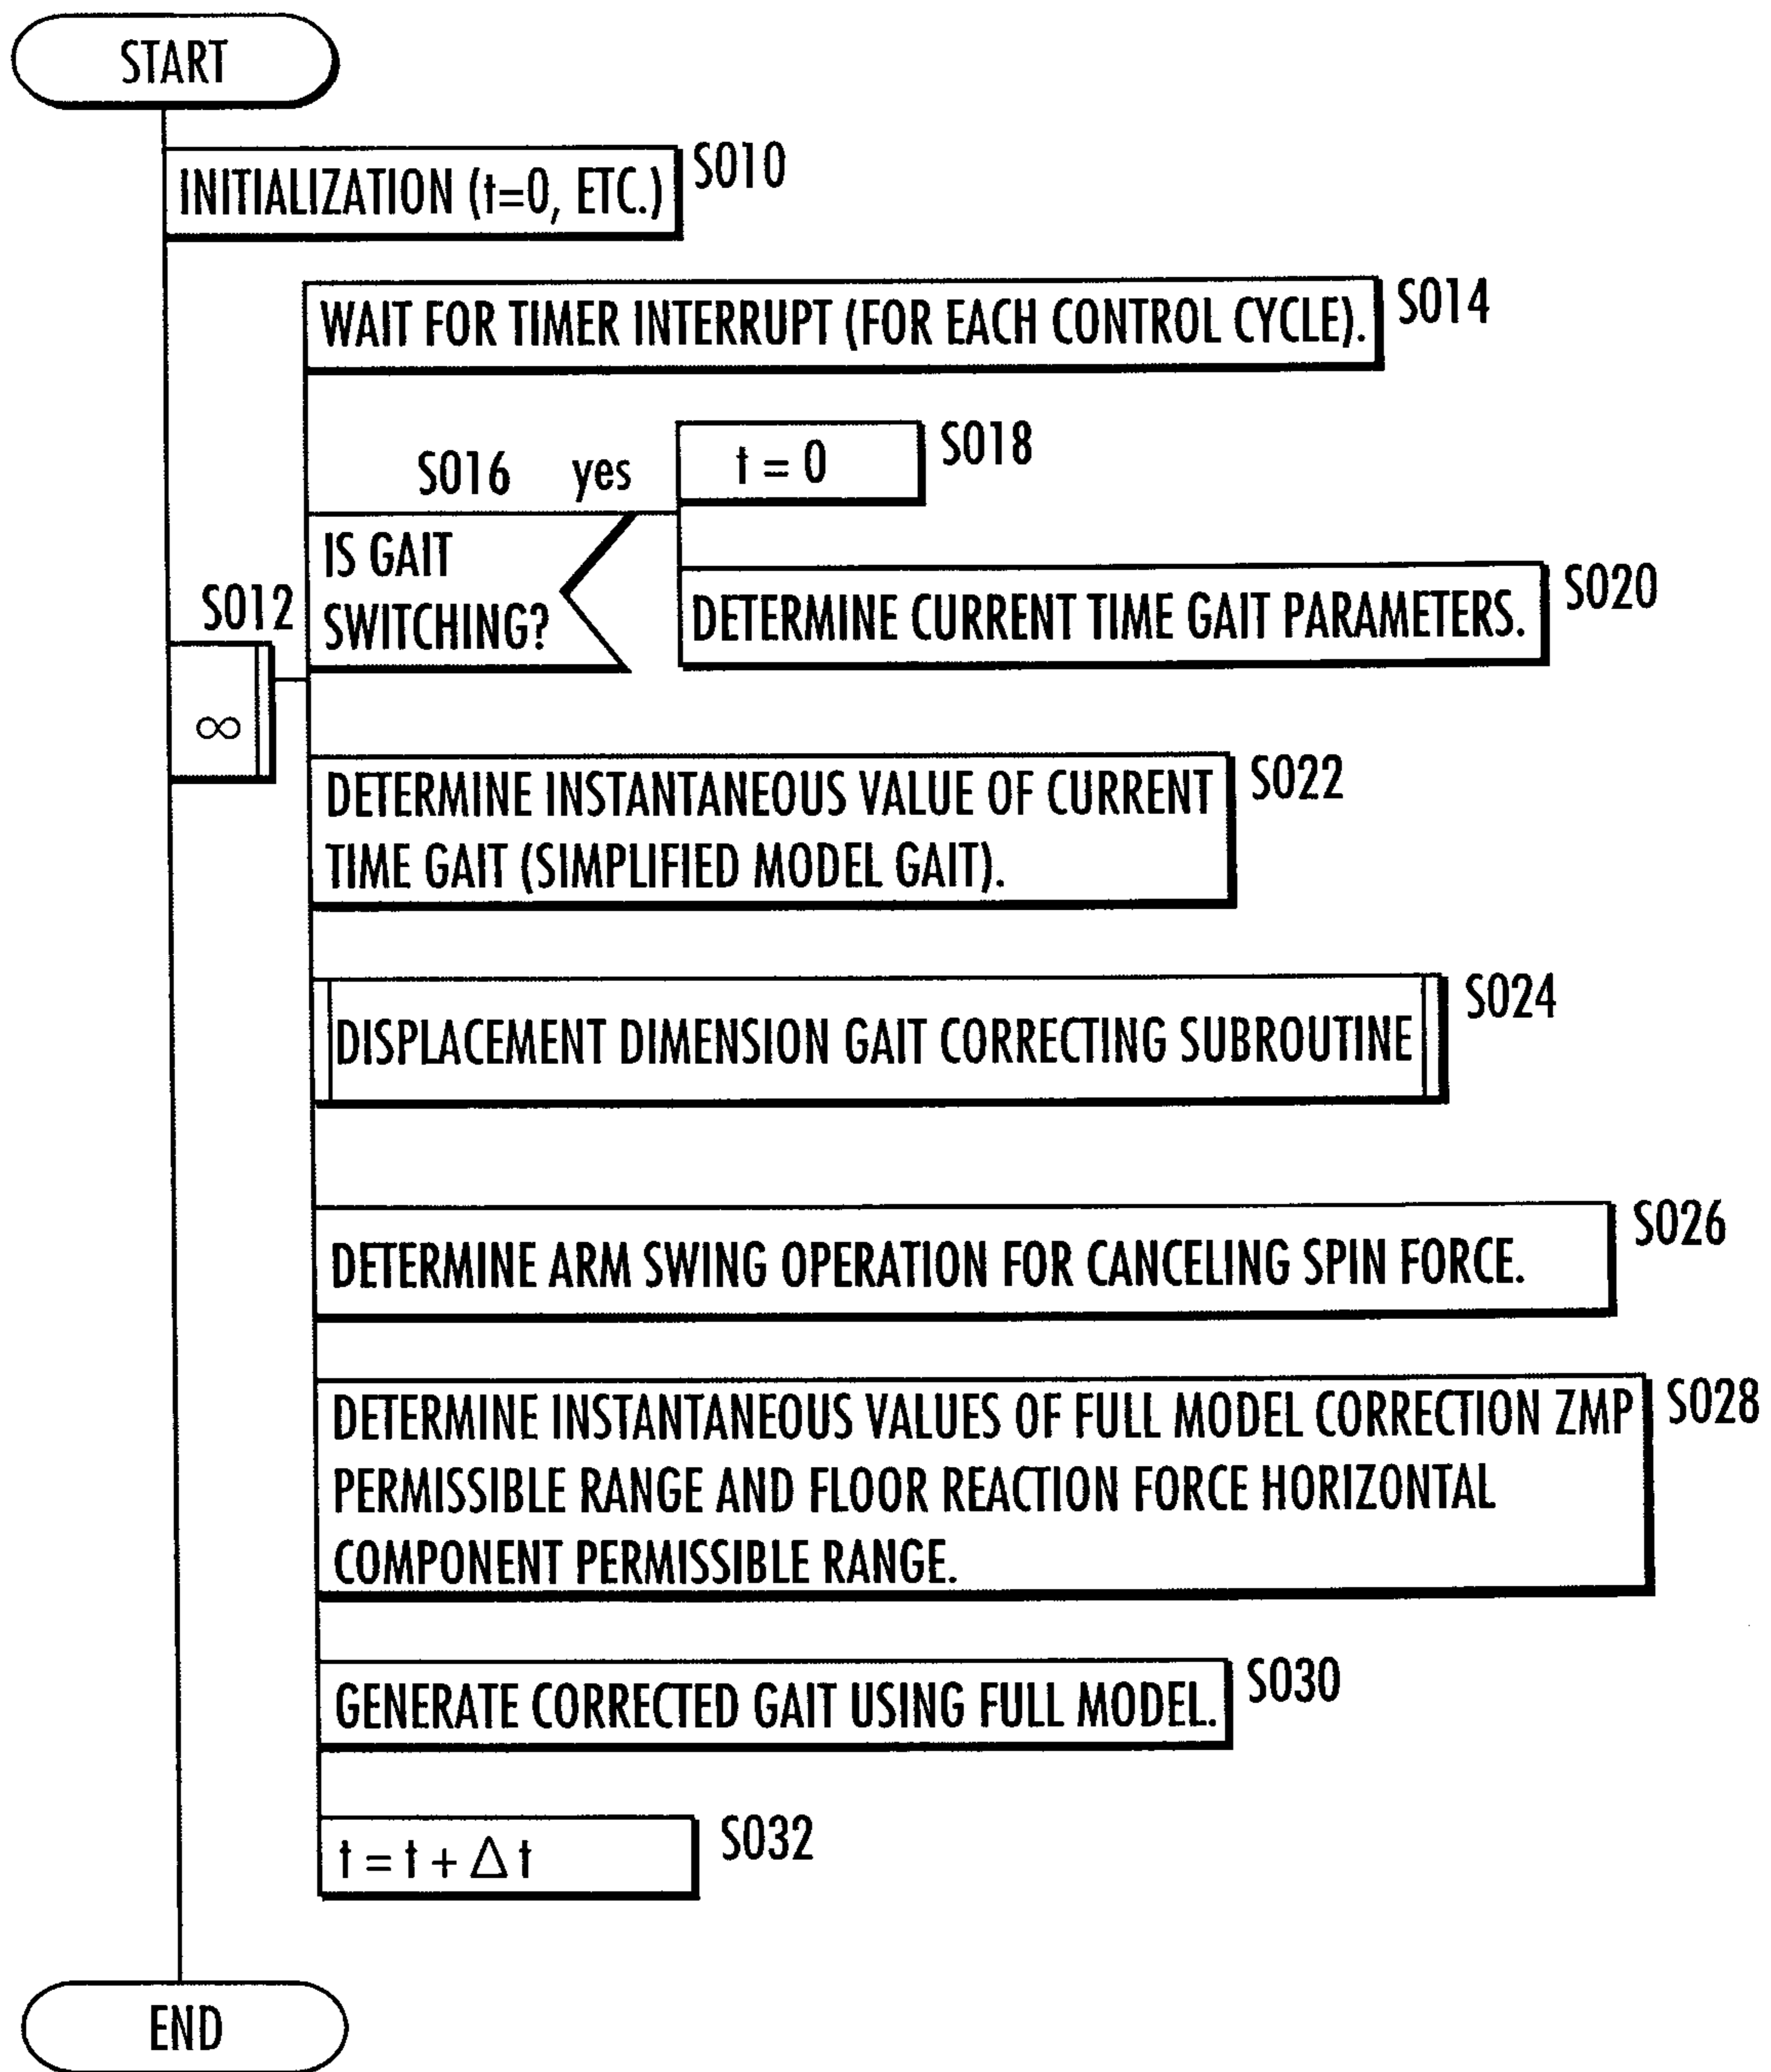 START
INITIALIZATION (t=0, ETC.)
S010
WAIT FOR TIMER INTERRUPT (FOR EACH CONTROL CYCLE).
S014
S016 yes
t = 0
S018
IS GAIT
SWITCHING?
DETERMINE CURRENT TIME GAIT PARAMETERS.
S020
S012
∞
DETERMINE INSTANTANEOUS VALUE OF CURRENT
TIME GAIT (SIMPLIFIED MODEL GAIT).
S022
DISPLACEMENT DIMENSION GAIT CORRECTING SUBROUTINE
S024
DETERMINE ARM SWING OPERATION FOR CANCELING SPIN FORCE.
S026
DETERMINE INSTANTANEOUS VALUES OF FULL MODEL CORRECTION ZMP
PERMISSIBLE RANGE AND FLOOR REACTION FORCE HORIZONTAL
COMPONENT PERMISSIBLE RANGE.
S028
GENERATE CORRECTED GAIT USING FULL MODEL.
S030
t = t + Δ t
S032
END